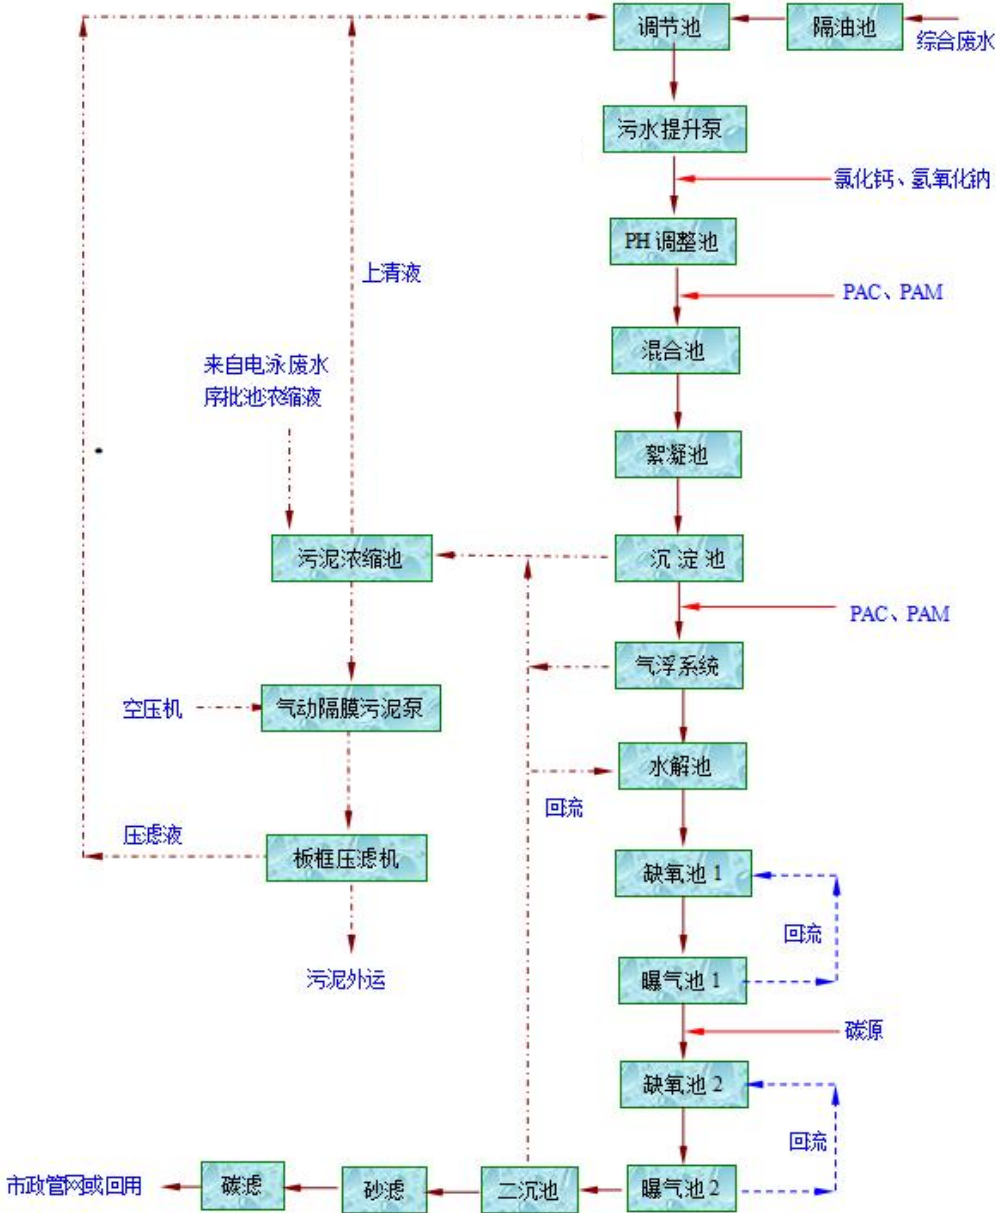 调节池
隔油池
综合废水
污水提升泵
氯化钙、氢氧化钠
PH 调整池
上清液
PAC、PAM
混合池
来自电泳废水
序批池浓缩液
絮凝池
污泥浓缩池
沉淀池
PAC、PAM
气浮系统
空压机
气动隔膜污泥泵
水解池
回流
压滤液
板框压滤机
缺氧池 1
回流
污泥外运
曝气池 1
碳原
缺氧池 2
回流
市政管网或回用
碳滤
砂滤
二沉池
曝气池 2